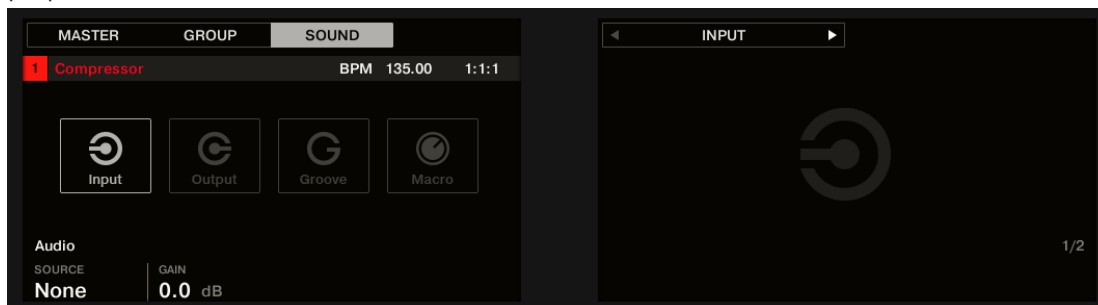 MASTER GROUP SOUND
1 Compressor BPM 135.00 1:1:1
Input Output Groove Macro
Audio
SOURCE GAIN
None 0.0 dB
INPUT
1/2